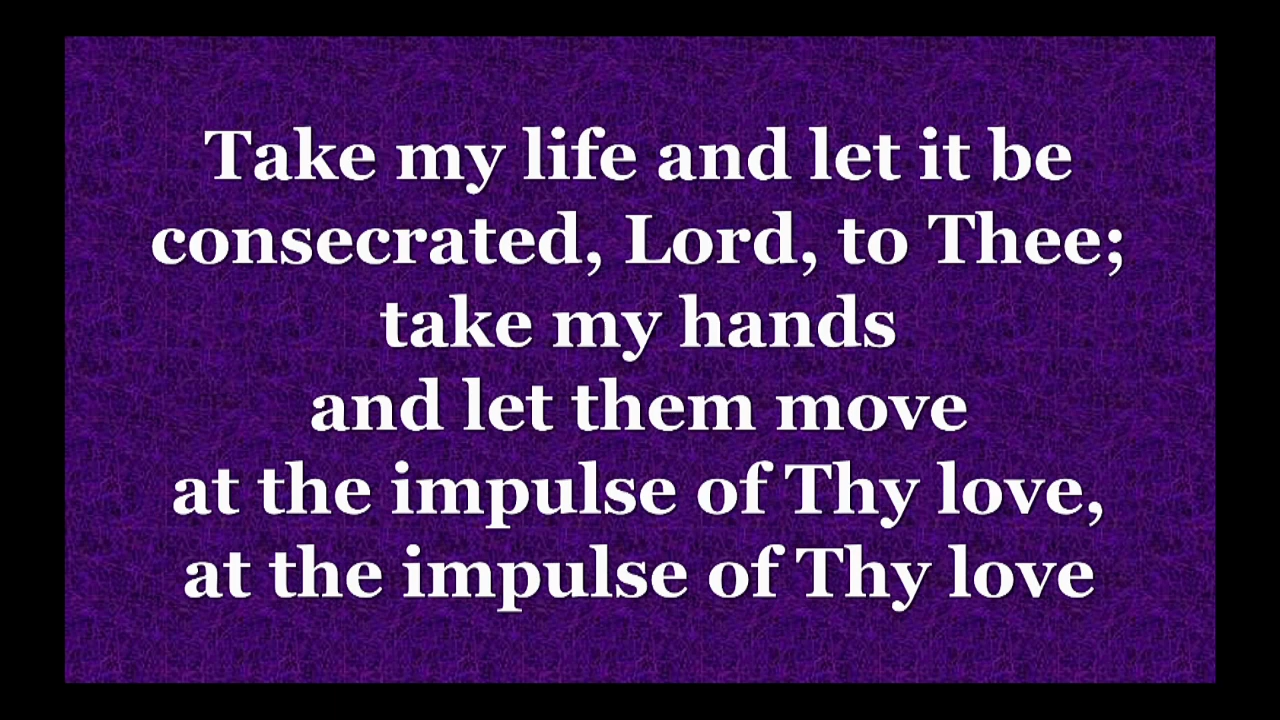 Take my life and let it be
consecrated, Lord, to Thee;
take my hands
and let them move
at the impulse of Thy love,
at the impulse of Thy love